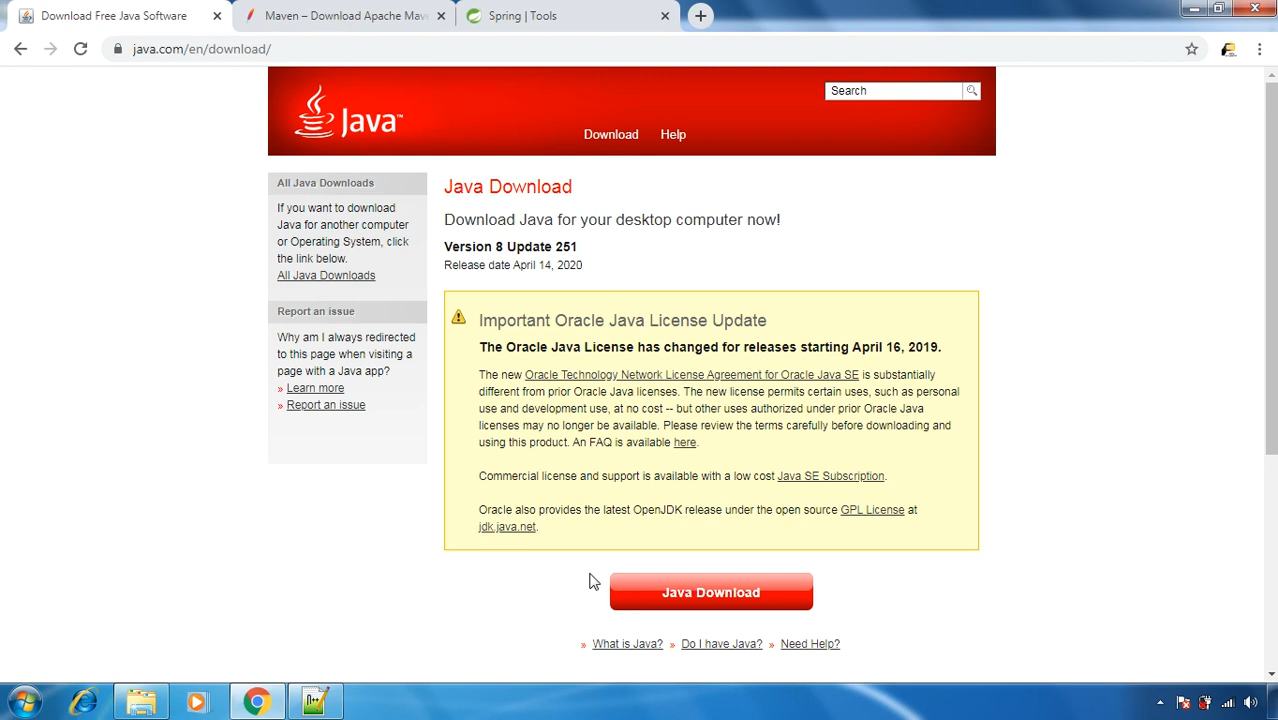 Download Free Java Software
Maven – Download Apache Mav
Spring | Tools
java.com/en/download/
Java™
Search
Download
Help
All Java Downloads
If you want to download
Java for another computer
or Operating System, click
the link below.
All Java Downloads
Report an issue
Why am I always redirected
to this page when visiting a
page with a Java app?
» Learn more
» Report an issue
Java Download
Download Java for your desktop computer now!
Version 8 Update 251
Release date April 14, 2020
Important Oracle Java License Update
The Oracle Java License has changed for releases starting April 16, 2019.
The new Oracle Technology Network License Agreement for Oracle Java SE is substantially
different from prior Oracle Java licenses. The new license permits certain uses, such as personal
use and development use, at no cost -- but other uses authorized under prior Oracle Java
licenses may no longer be available. Please review the terms carefully before downloading and
using this product. An FAQ is available here.
Commercial license and support is available with a low cost Java SE Subscription.
Oracle also provides the latest OpenJDK release under the open source GPL License at
jdk.java.net.
Java Download
» What is Java? » Do I have Java? » Need Help?